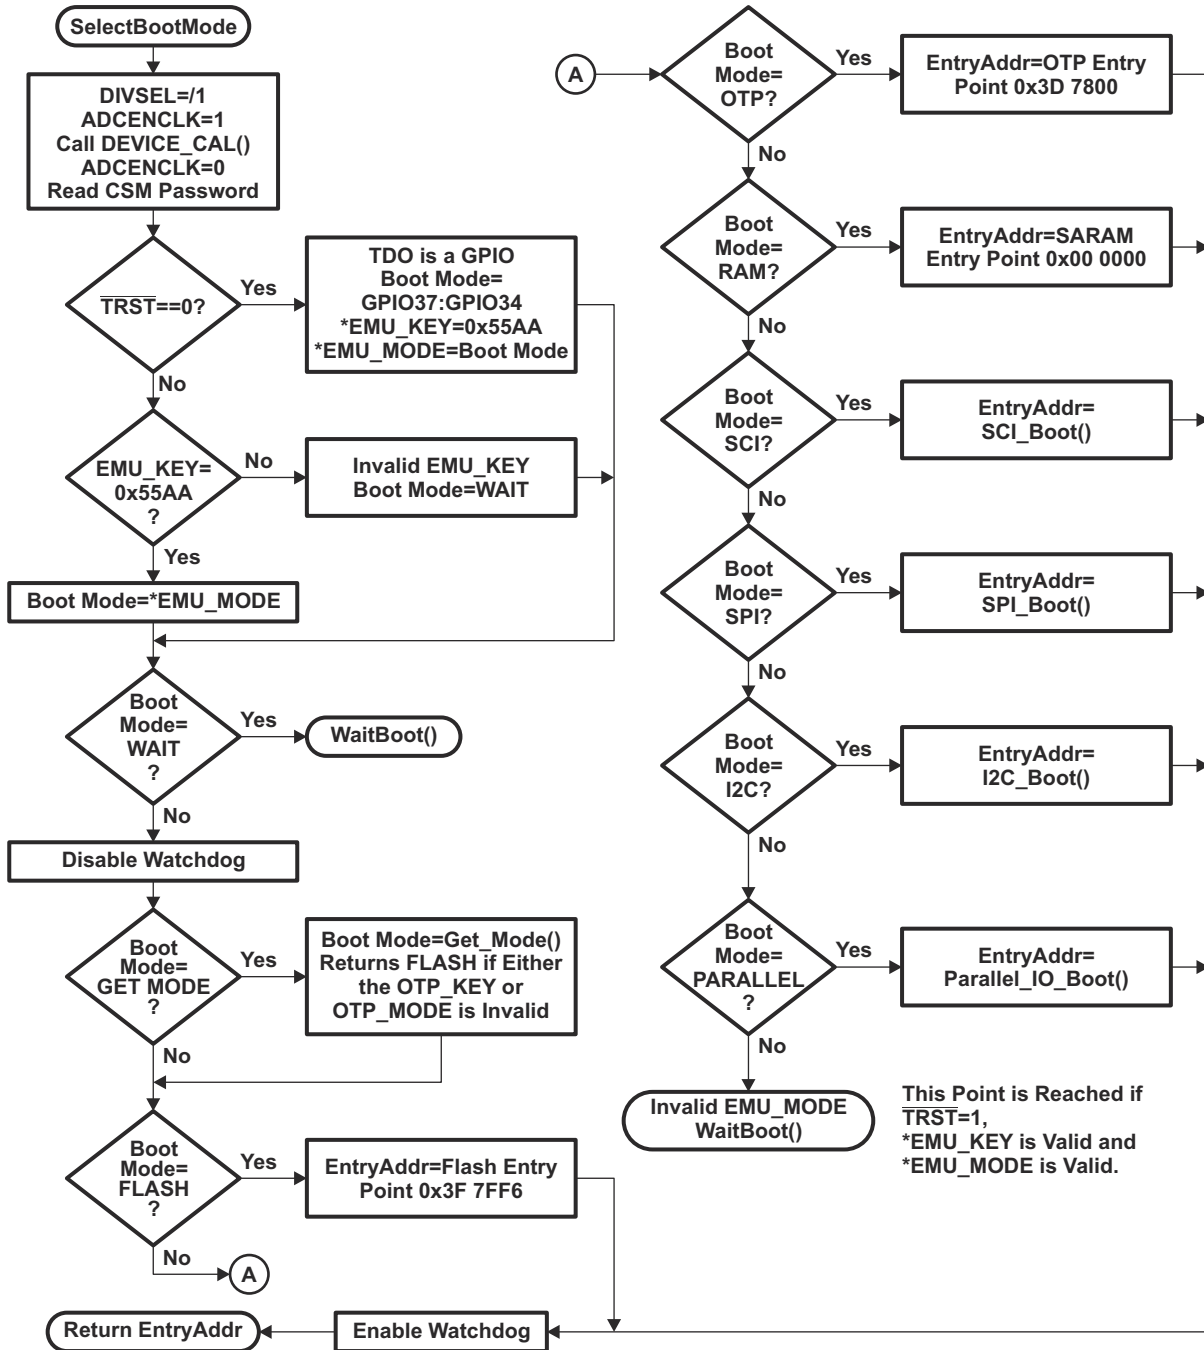 SelectBootMode
DIVSEL=/1
ADCENCLK=1
Call DEVICE_CAL()
ADCENCLK=0
Read CSM Password
TRST==0?
Yes
TDO is a GPIO
Boot Mode=
GPIO37:GPIO34
*EMU_KEY=0x55AA
*EMU_MODE=Boot Mode
No
EMU_KEY=
0x55AA
?
No
Invalid EMU_KEY
Boot Mode=WAIT
Yes
Boot Mode=*EMU_MODE
Boot
Mode=
WAIT
?
Yes
WaitBoot()
No
Disable Watchdog
Boot
Mode=
GET MODE
?
Yes
Boot Mode=Get_Mode()
Returns FLASH if Either
the OTP_KEY or
OTP_MODE is Invalid
No
Boot
Mode=
FLASH
?
Yes
EntryAddr=Flash Entry
Point 0x3F 7FF6
No
A
Return EntryAddr
Enable Watchdog
A
Boot
Mode=
OTP?
Yes
EntryAddr=OTP Entry
Point 0x3D 7800
No
Boot
Mode=
RAM?
Yes
EntryAddr=SARAM
Entry Point 0x00 0000
No
Boot
Mode=
SCI?
Yes
EntryAddr=
SCI_Boot()
No
Boot
Mode=
SPI?
Yes
EntryAddr=
SPI_Boot()
No
Boot
Mode=
I2C?
Yes
EntryAddr=
I2C_Boot()
No
Boot
Mode=
PARALLEL
?
Yes
EntryAddr=
Parallel_IO_Boot()
No
Invalid EMU_MODE
WaitBoot()
This Point is Reached if
TRST=1,
*EMU_KEY is Valid and
*EMU_MODE is Valid.